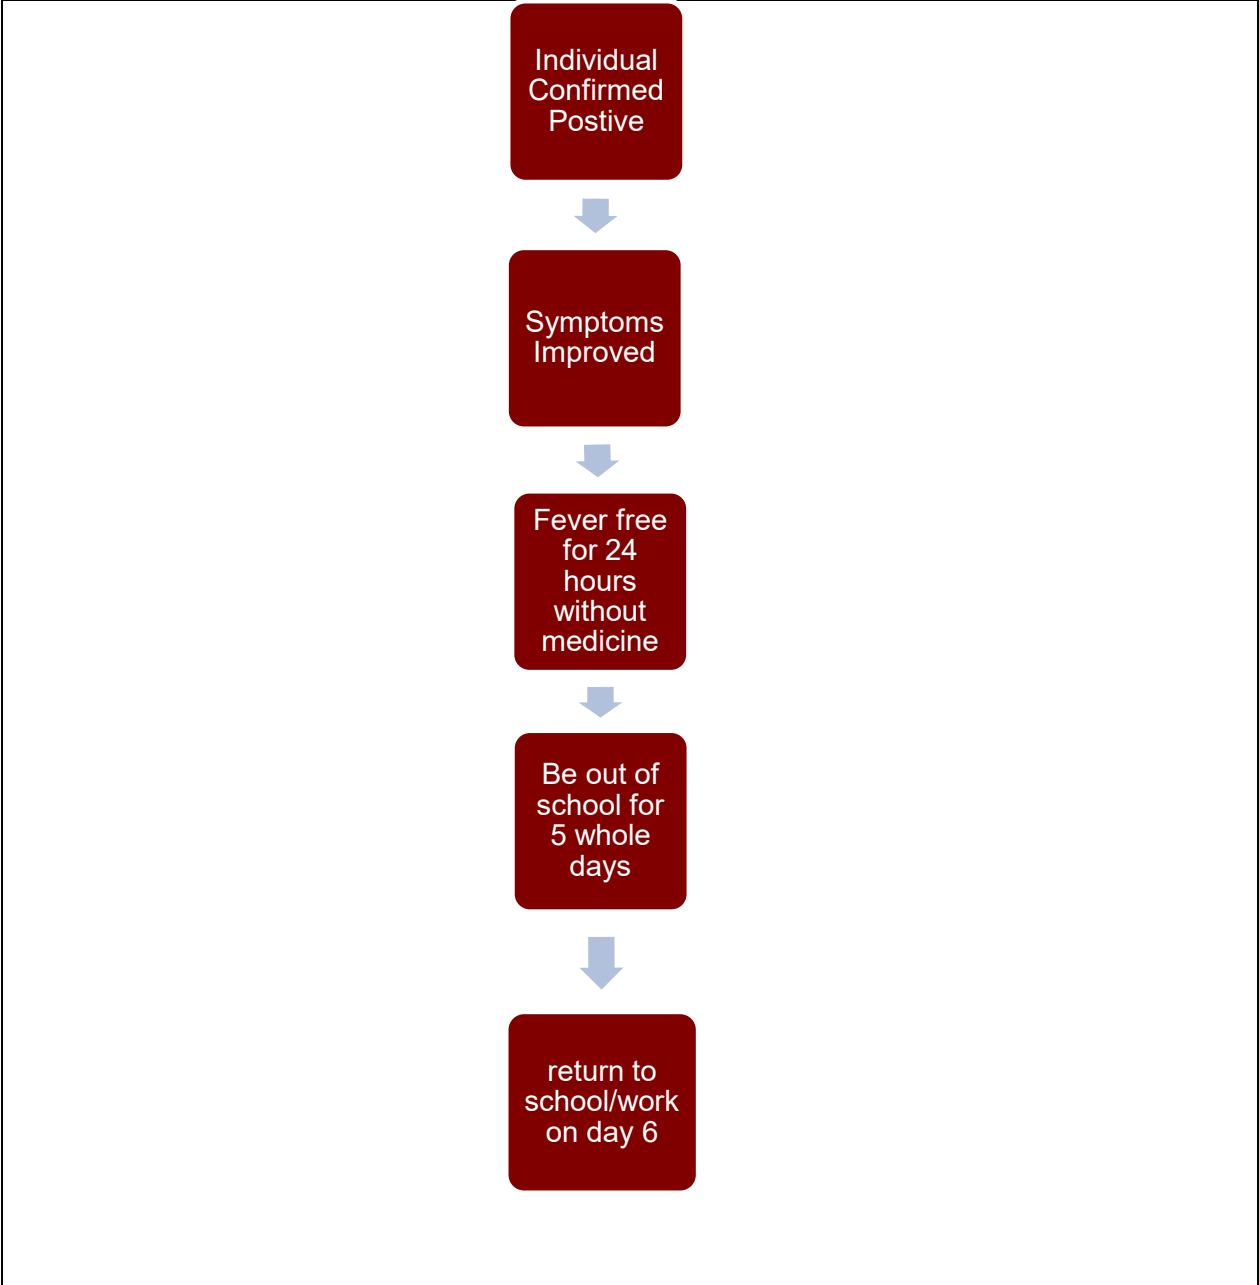 Individual
Confirmed
Postive
Symptoms
Improved
Fever free
for 24
hours
without
medicine
Be out of
school for
5 whole
days
return to
school/work
on day 6